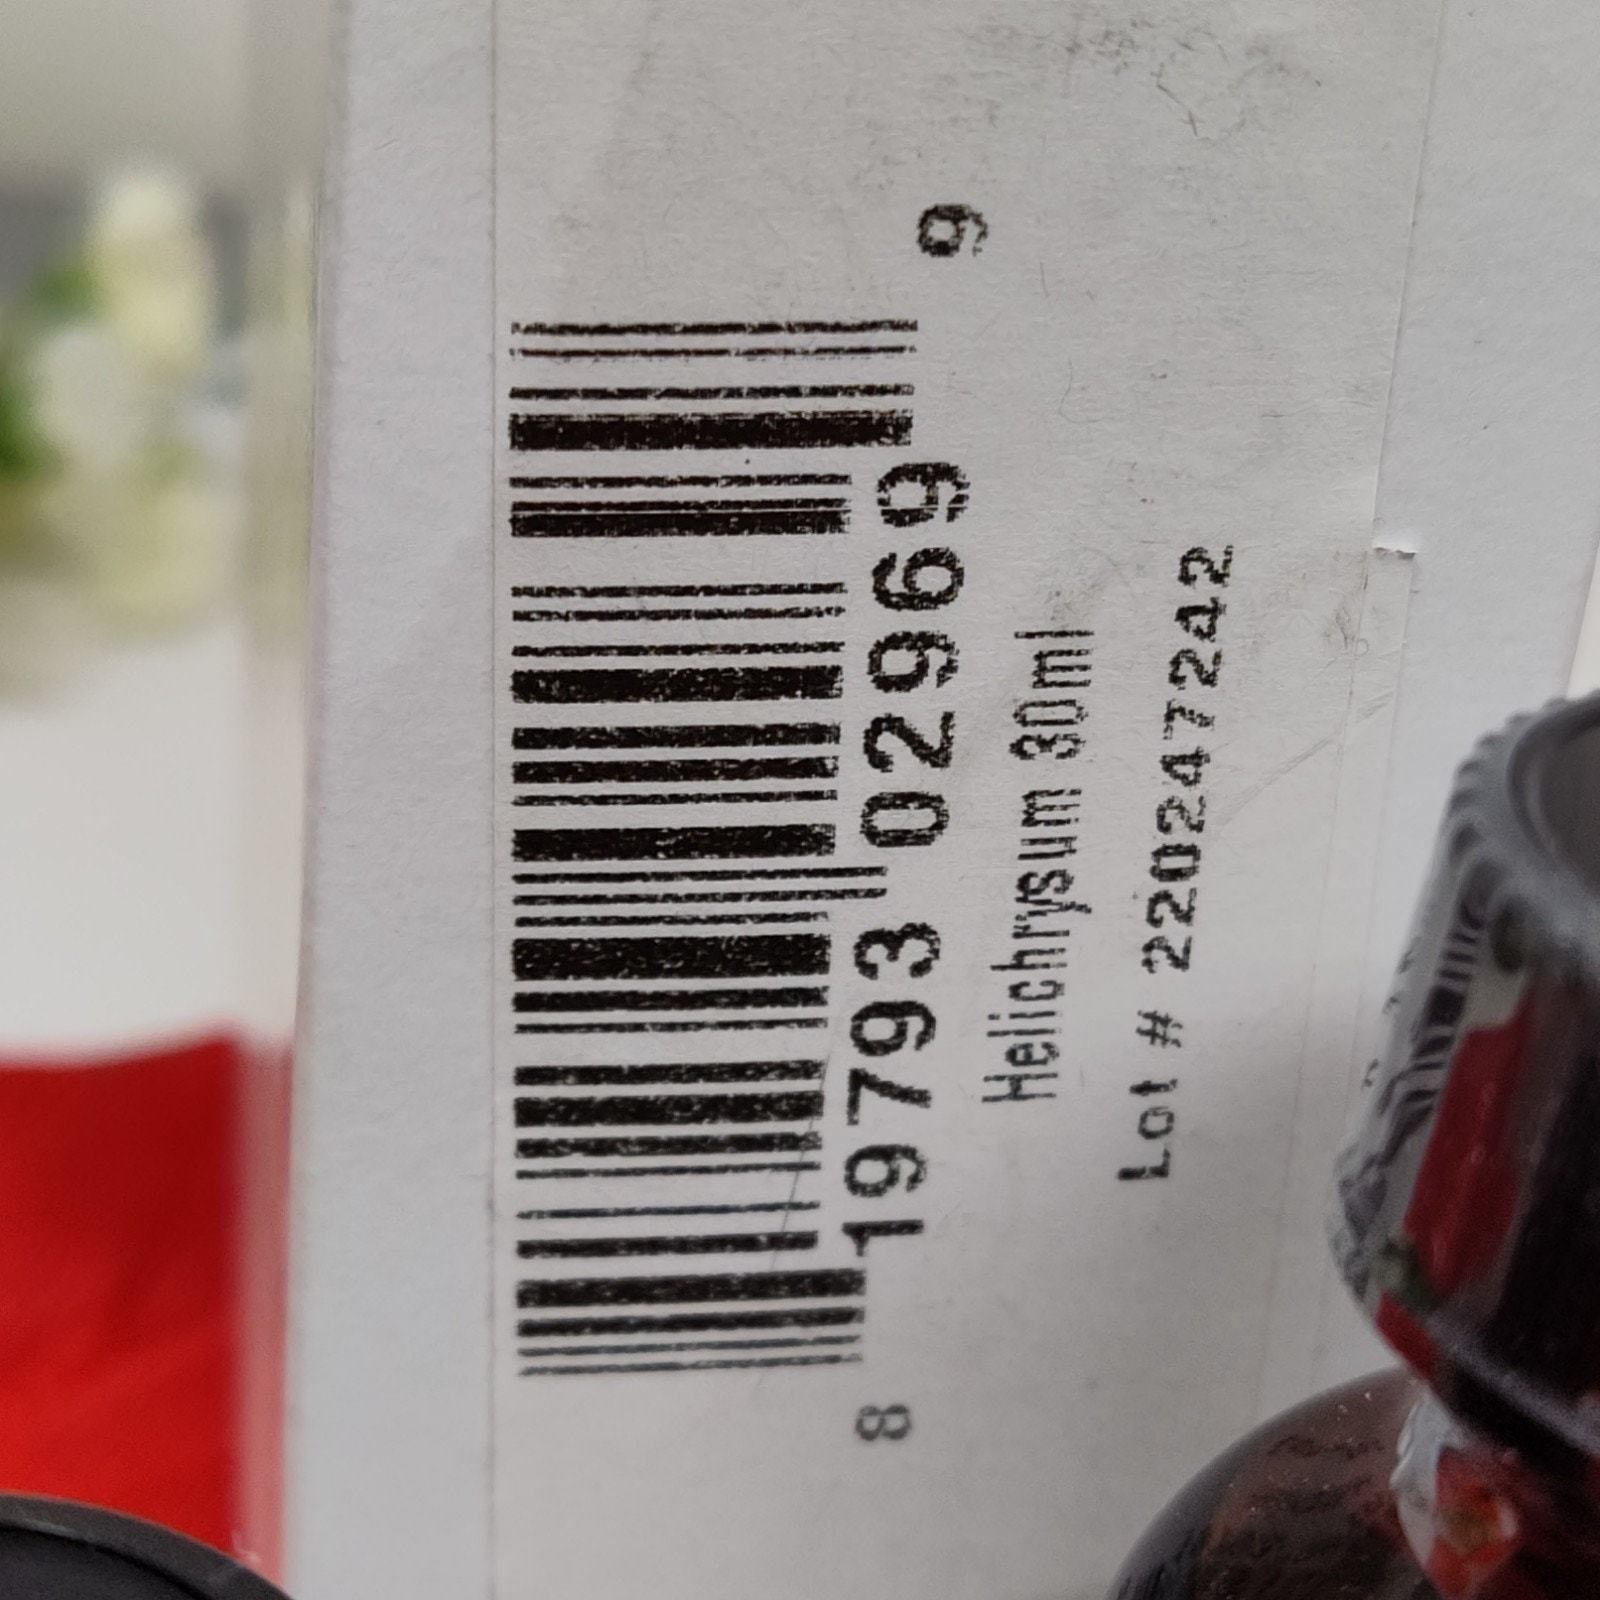 8 19793 02969 9
Helichrysum 30ml
Lot # 220247242